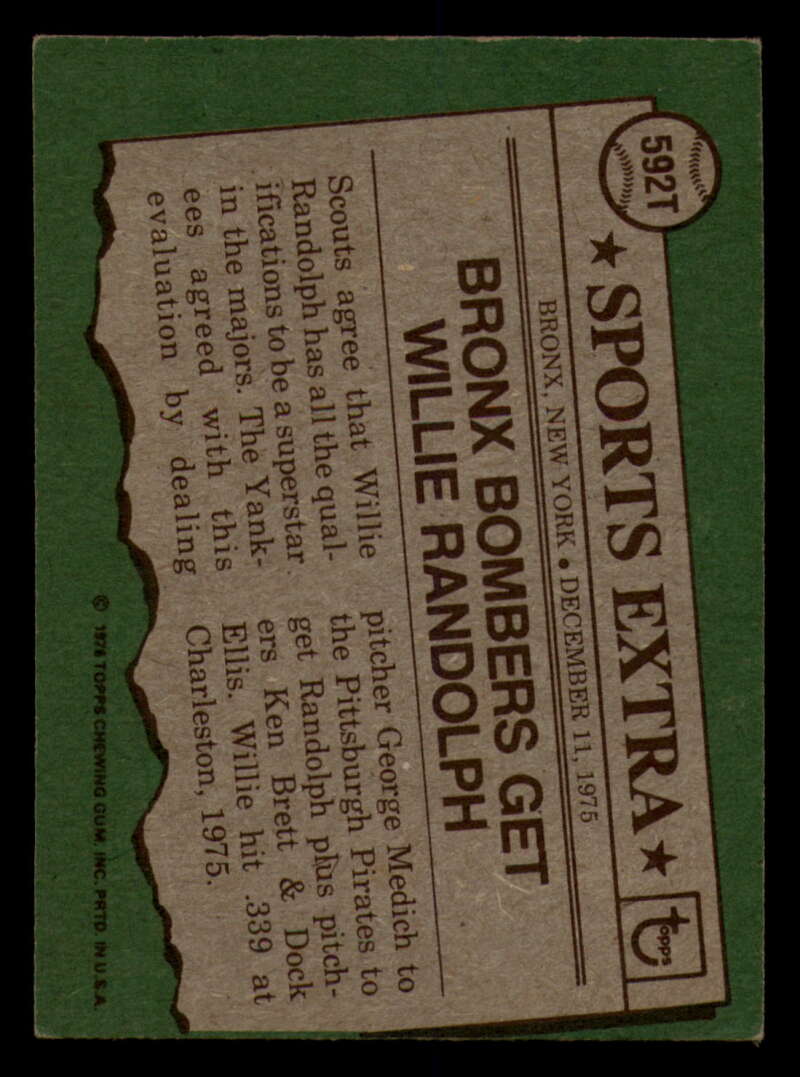 592T
★ SPORTS EXTRA ★
topps
BRONX, NEW YORK • DECEMBER 11, 1975
BRONX BOMBERS GET
WILLIE RANDOLPH
Scouts agree that Willie
Randolph has all the qual-
ifications to be a superstar
in the majors. The Yank-
ees agreed with this
evaluation by dealing
pitcher George Medich to
the Pittsburgh Pirates to
get Randolph plus pitch-
ers Ken Brett & Dock
Ellis. Willie hit .339 at
Charleston, 1975.
© 1976 TOPPS CHEWING GUM, INC. PRTD. IN U.S.A.